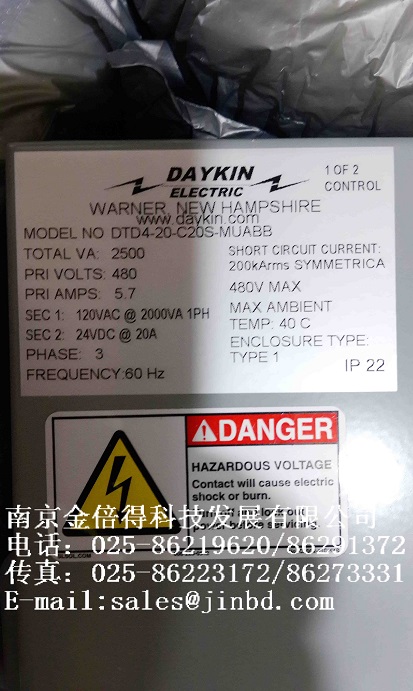 DAYKIN
ELECTRIC
1 OF 2
CONTROL
WARNER, NEW HAMPSHIRE
www.daykin.com
MODEL NO DTD4-20-C20S-MUABB
TOTAL VA: 2500
PRI VOLTS: 480
PRI AMPS: 5.7
SEC 1: 120VAC @ 2000VA 1PH
SEC 2: 24VDC @ 20A
PHASE: 3
FREQUENCY:60 Hz
SHORT CIRCUIT CURRENT:
200kArms SYMMETRICA
480V MAX
MAX AMBIENT
TEMP: 40 C
ENCLOSURE TYPE:
TYPE 1
IP 22
DANGER
HAZARDOUS VOLTAGE
Contact will cause electric
shock or burn.
南京金倍得科技发展有限公司
电话: 025-86219620/86291372
传真: 025-86223172/86273331
E-mail:sales@jinbd.com